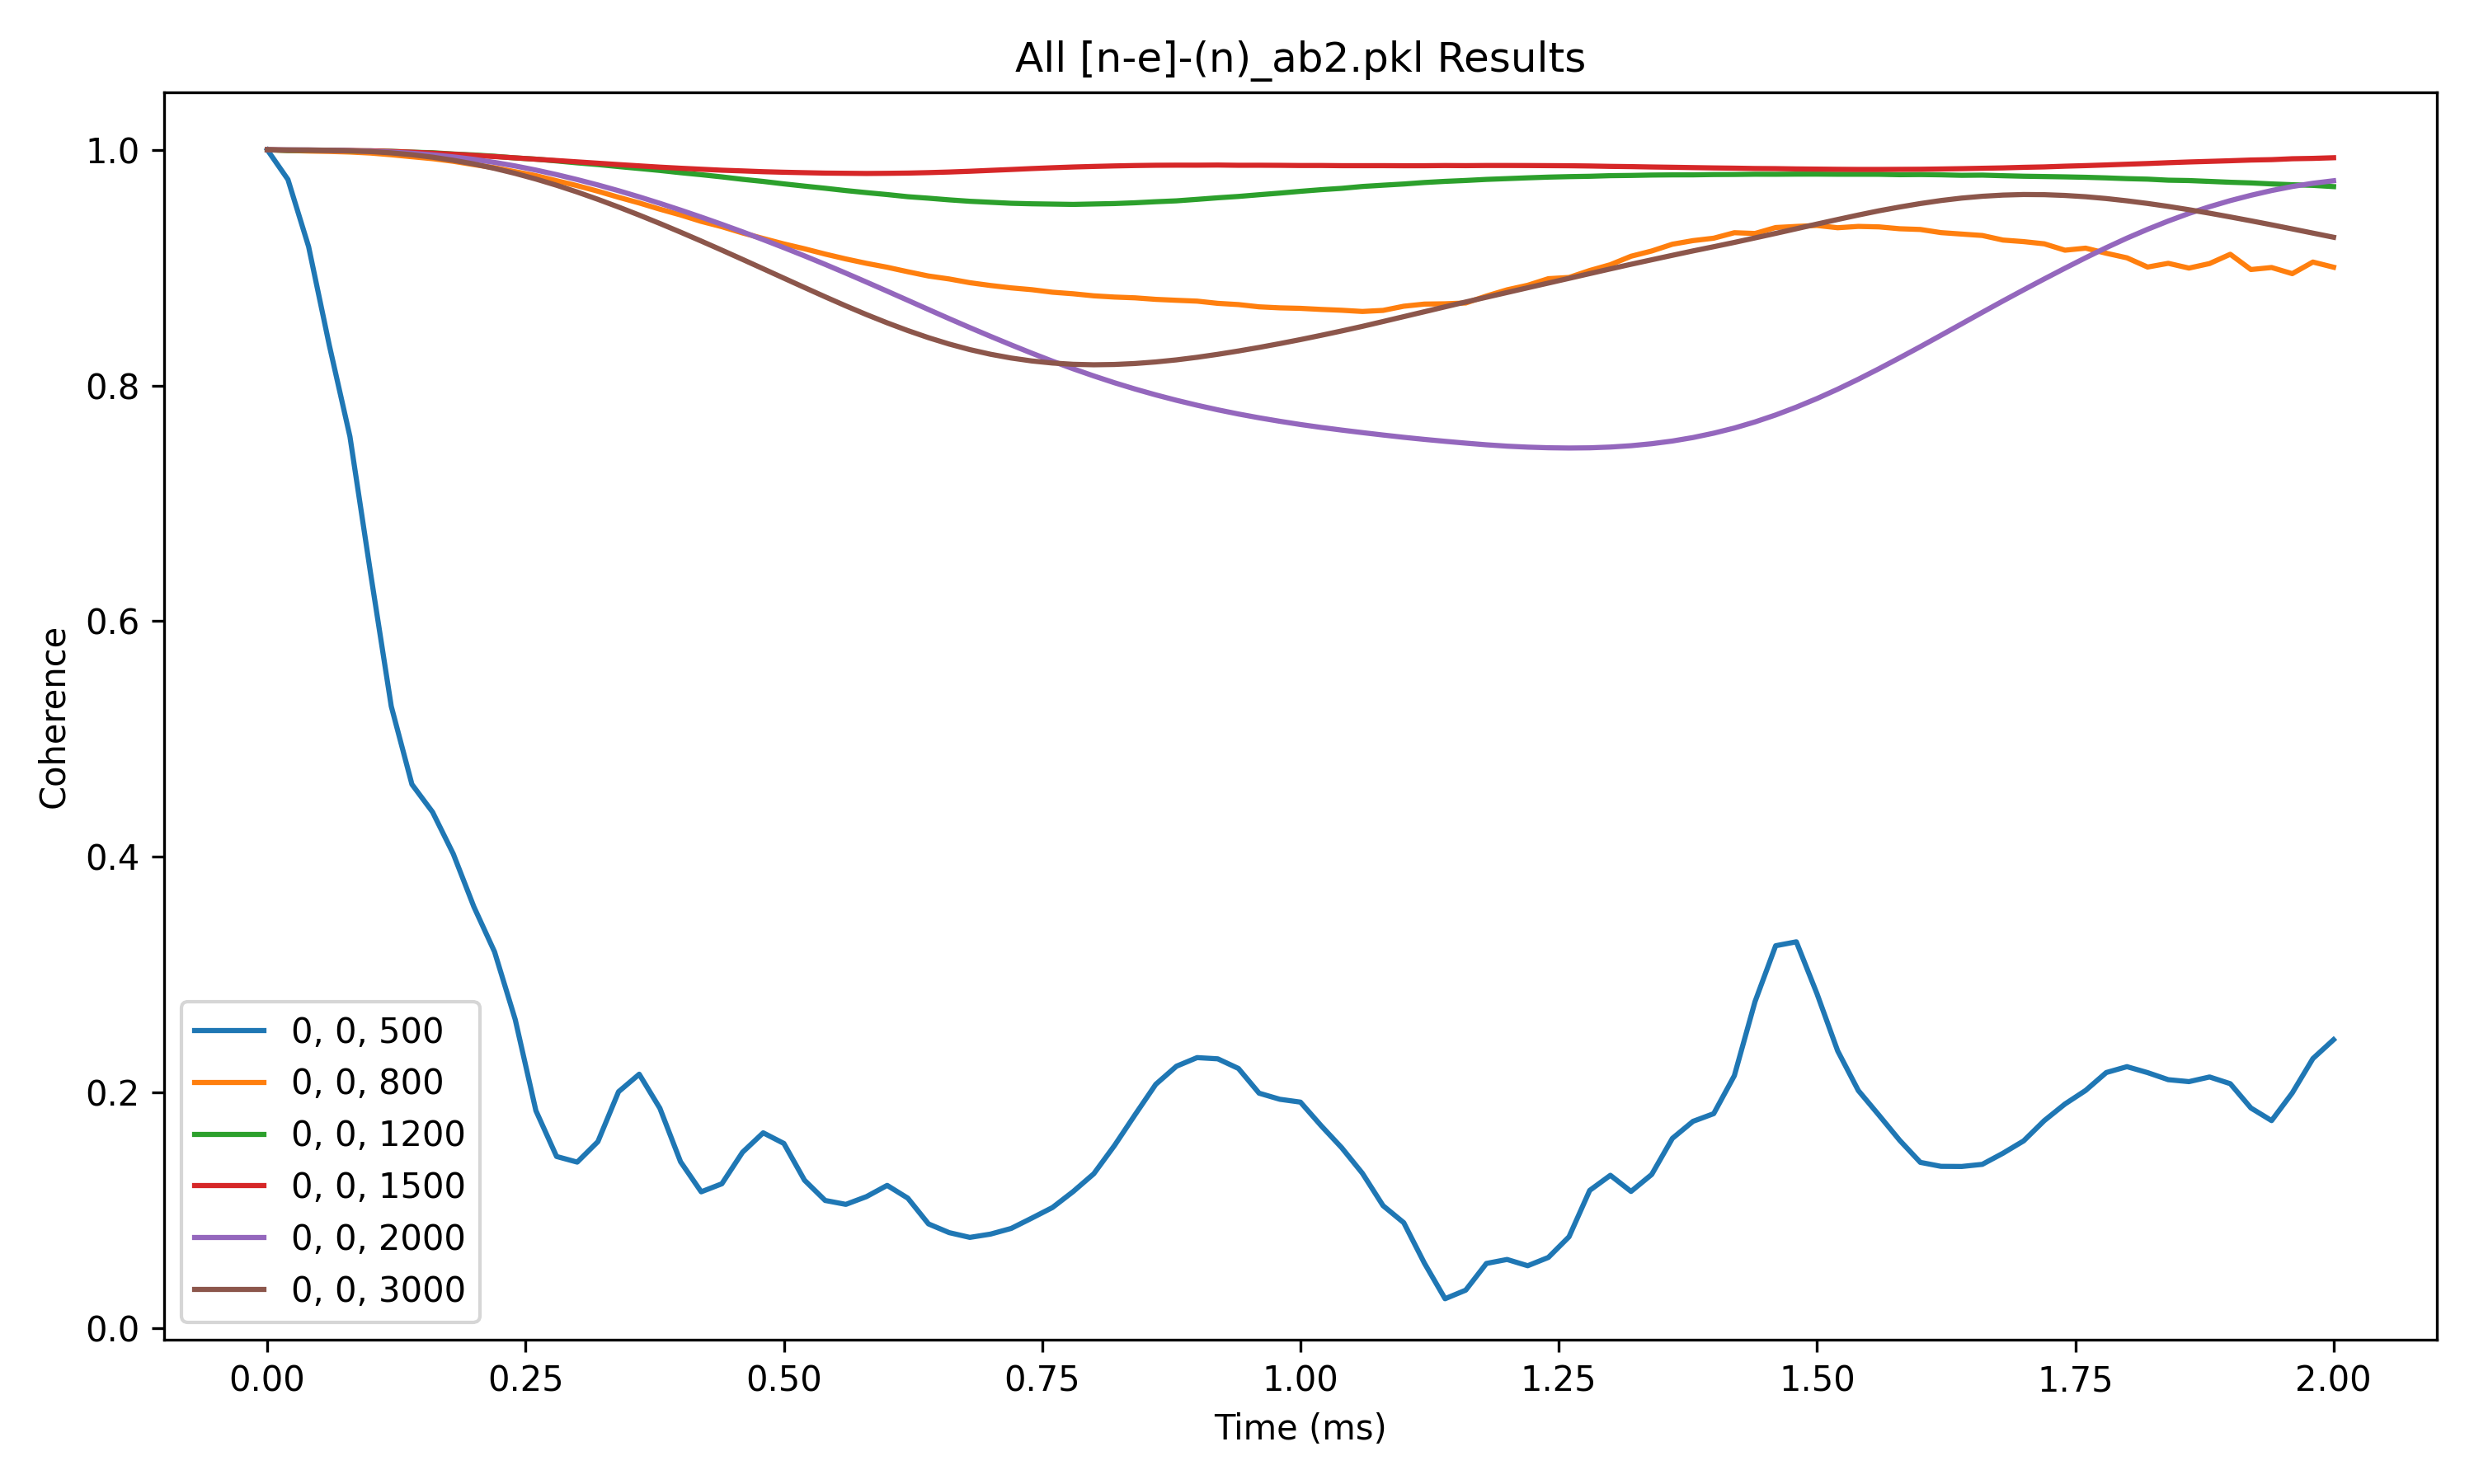 All [n-e]-(n)_ab2.pkl Results
Coherence
1.0
0.8
0.6
0.4
0.2
0.0
0, 0, 500
0, 0, 800
0, 0, 1200
0, 0, 1500
0, 0, 2000
0, 0, 3000
0.00 0.25 0.50 0.75 1.00 1.25 1.50 1.75 2.00
Time (ms)